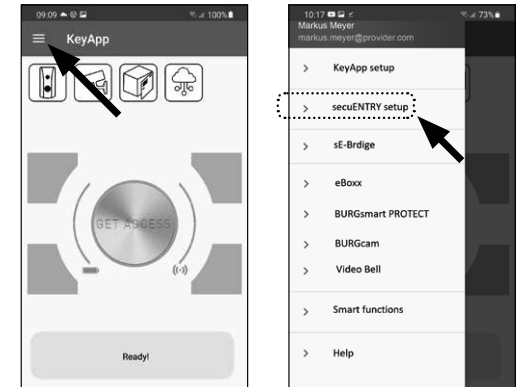 09:09
100%
KeyApp
GET ACCESS
Ready!
10:17
73%
Markus Meyer
markus.meyer@provider.com
KeyApp setup
secuENTRY setup
sE-Brdige
eBoxx
BURGsmart PROTECT
BURGcam
Video Bell
Smart functions
Help